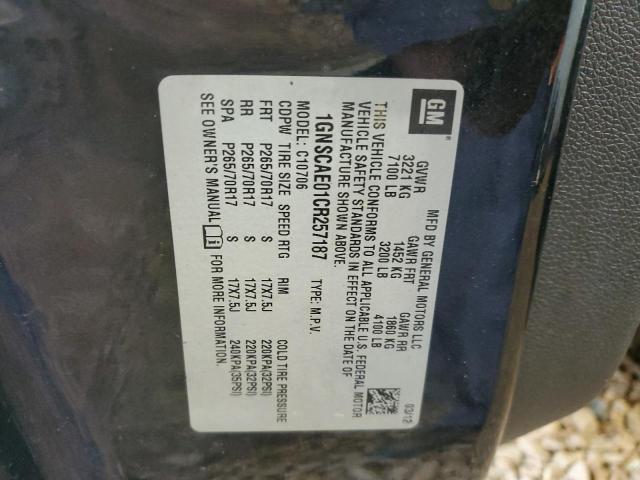 GM
MFD BY GENERAL MOTORS LLC
03/12
GVWR GAWR FRT GAWR RR
3221 KG 1452 KG 1860 KG
7100 LB 3200 LB 4100 LB
THIS VEHICLE CONFORMS TO ALL APPLICABLE U.S. FEDERAL MOTOR
VEHICLE SAFETY STANDARDS IN EFFECT ON THE DATE OF
MANUFACTURE SHOWN ABOVE.
1GNSCAE01CR257187 TYPE: M.P.V.
MODEL: C10706
CDPW TIRE SIZE SPEED RTG RIM COLD TIRE PRESSURE
FRT P265/70R17 S 17X7.5J 220KPA(32PSI)
RR P265/70R17 S 17X7.5J 220KPA(32PSI)
SPA P265/70R17 S 17X7.5J 240KPA(35PSI)
SEE OWNER'S MANUAL FOR MORE INFORMATION.